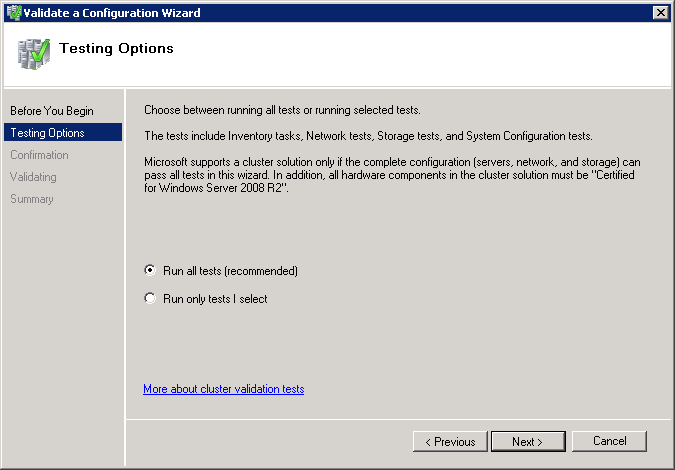 Validate a Configuration Wizard
Testing Options
Before You Begin
Testing Options
Confirmation
Validating
Summary
Choose between running all tests or running selected tests.
The tests include Inventory tasks, Network tests, Storage tests, and System Configuration tests.
Microsoft supports a cluster solution only if the complete configuration (servers, network, and storage) can
pass all tests in this wizard. In addition, all hardware components in the cluster solution must be "Certified
for Windows Server 2008 R2".
Run all tests (recommended)
Run only tests I select
More about cluster validation tests
< Previous
Next >
Cancel